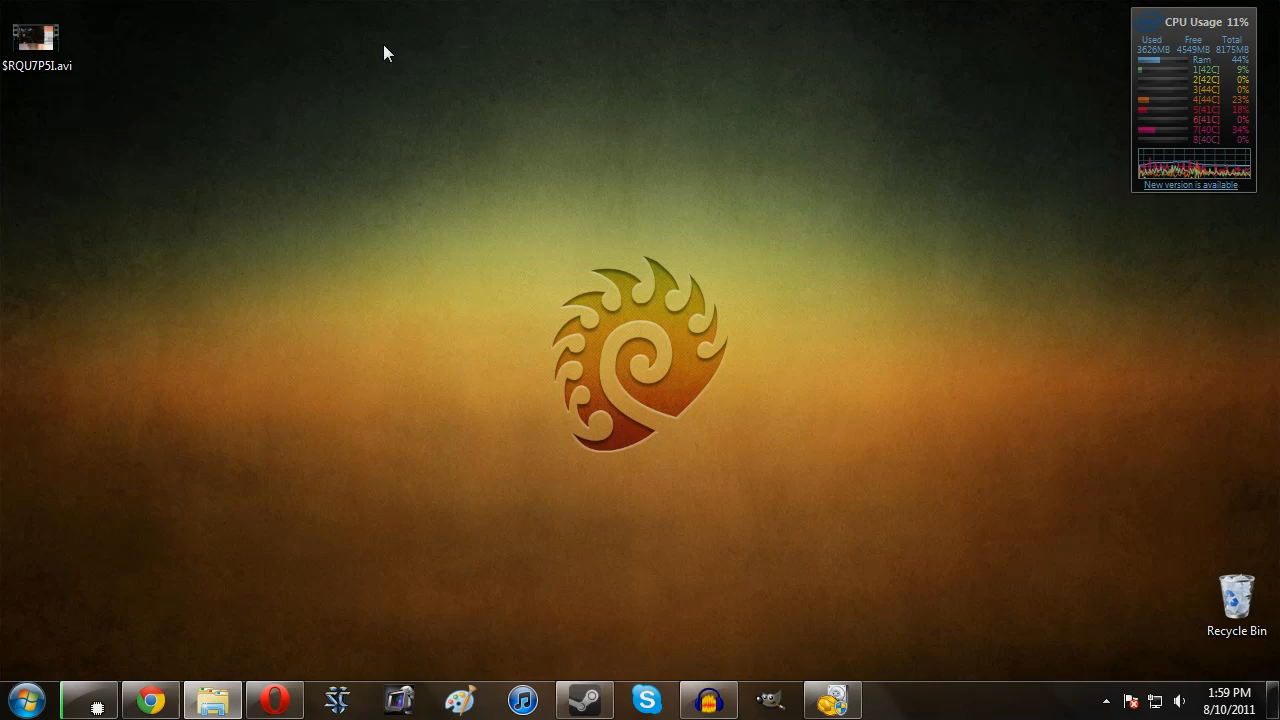 $RQU7P5I.avi
CPU Usage 11%
Used Free Total
3626MB 4549MB 8175MB
Ram 44%
1[42C] 9%
2[42C] 0%
3[44C] 0%
4[44C] 23%
5[41C] 18%
6[41C] 0%
7[40C] 34%
8[40C] 0%
New version is available
Recycle Bin
1:59 PM
8/10/2011